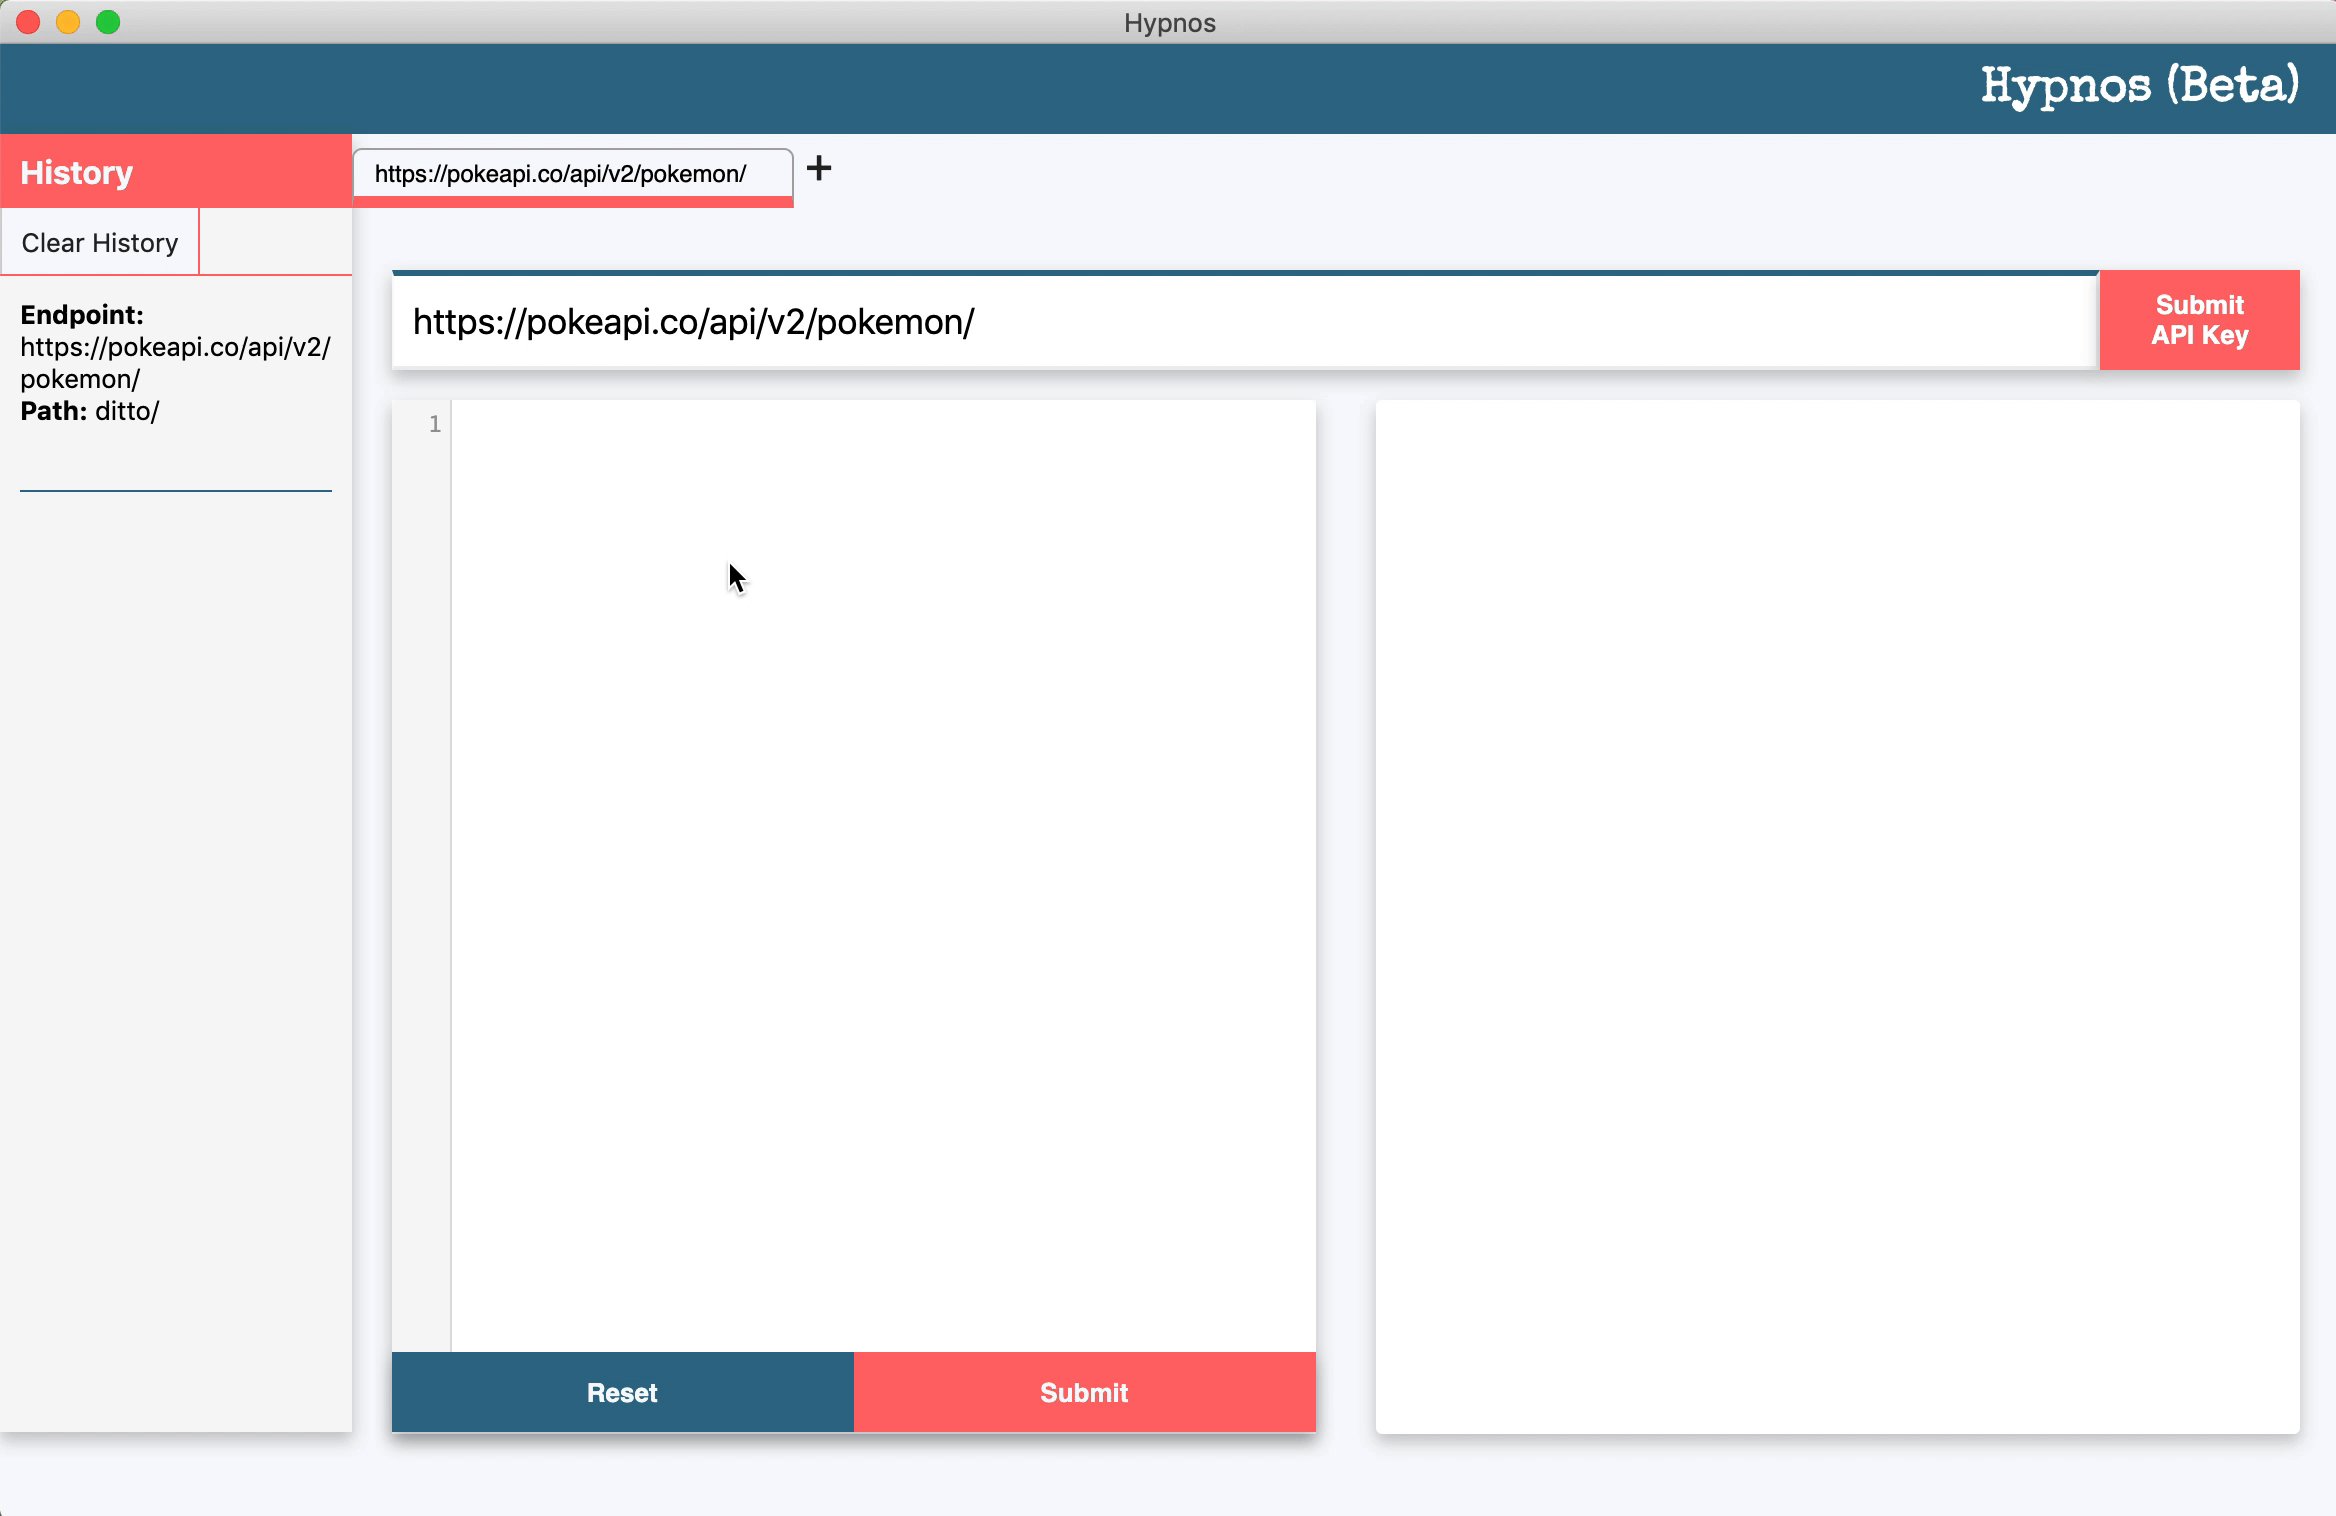 Hypnos
Hypnos (Beta)
History
https://pokeapi.co/api/v2/pokemon/
+
Clear History
Endpoint:
https://pokeapi.co/api/v2/
pokemon/
Path: ditto/
https://pokeapi.co/api/v2/pokemon/
Submit
API Key
1
Reset
Submit